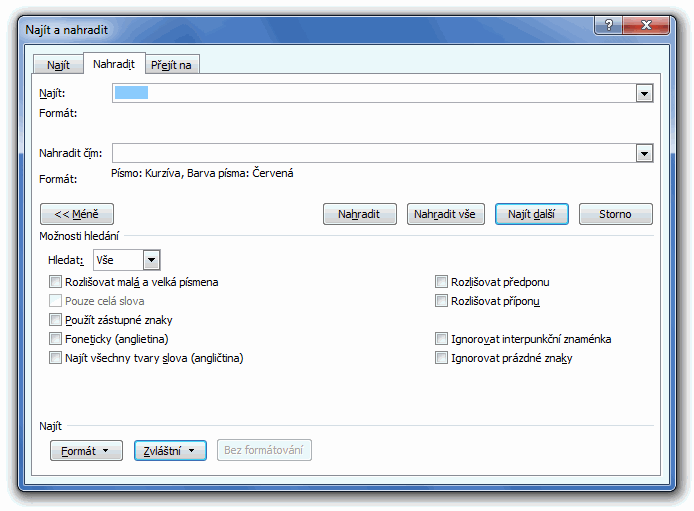 Najít a nahradit
Najít
Nahradit
Přejít na
Najít:
Formát:
Nahradit čím:
Formát:
Písmo: Kurzíva, Barva písma: Červená
<< Méně
Nahradit
Nahradit vše
Najít další
Storno
Možnosti hledání
Hledat:
Vše
Rozlišovat malá a velká písmena
Rozlišovat předponu
Pouze celá slova
Rozlišovat příponu
Použít zástupné znaky
Foneticky (anglietina)
Ignorovat interpunkční znaménka
Najít všechny tvary slova (angličtina)
Ignorovat prázdné znaky
Najít
Formát
Zvláštní
Bez formátování